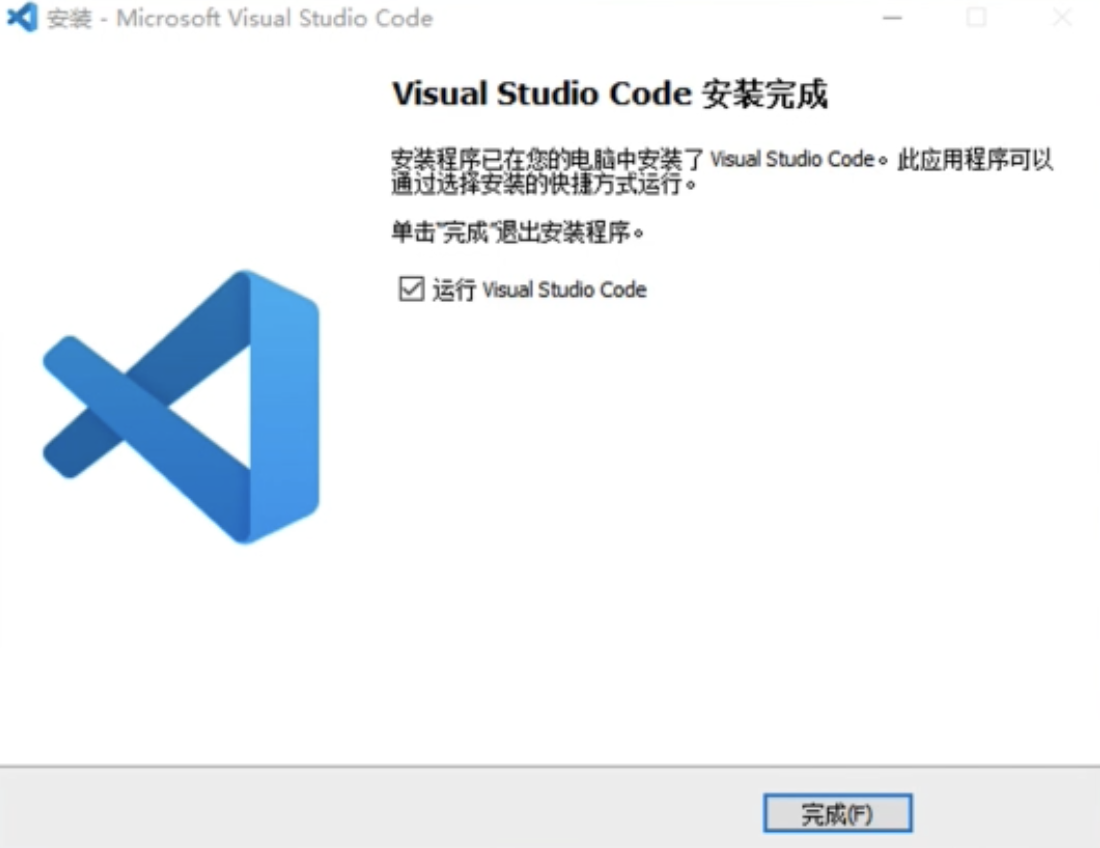 安装 - Microsoft Visual Studio Code
Visual Studio Code 安装完成
安装程序已在您的电脑中安装了 Visual Studio Code。此应用程序可以
通过选择安装的快捷方式运行。
单击"完成"退出安装程序。
运行 Visual Studio Code
完成(F)